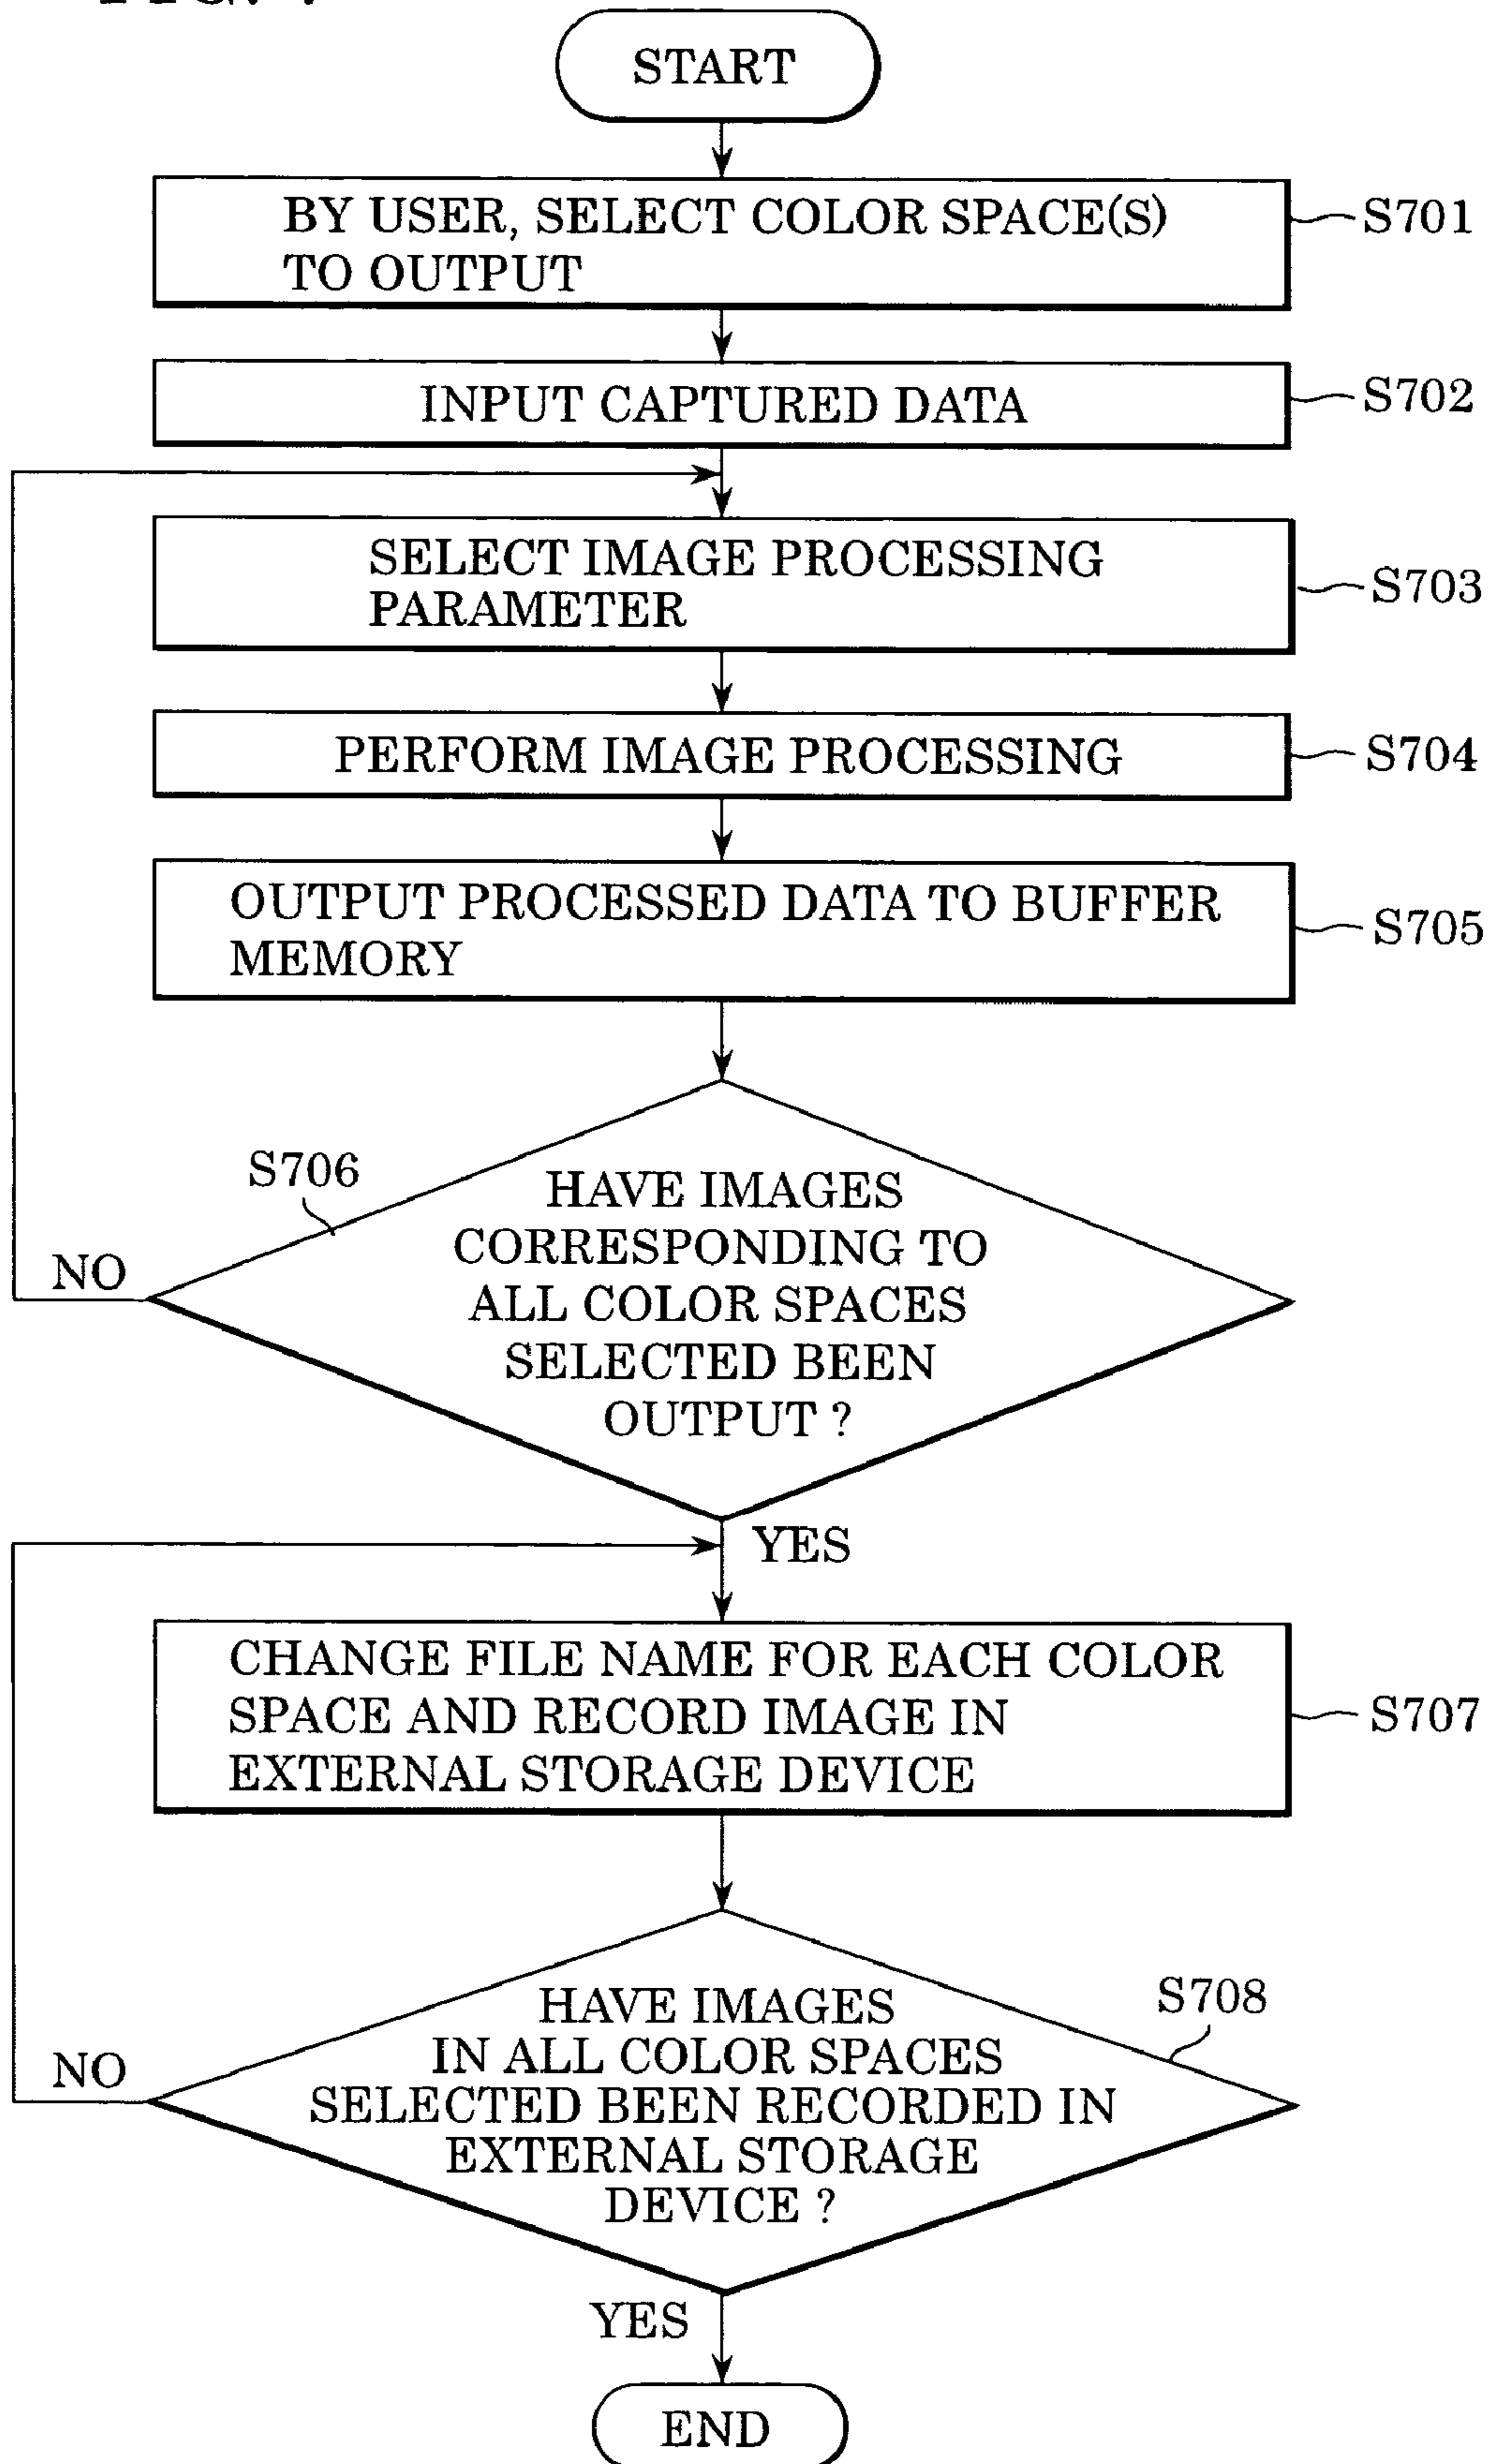 START
BY USER, SELECT COLOR SPACE(S)
TO OUTPUT
S701
INPUT CAPTURED DATA
S702
SELECT IMAGE PROCESSING
PARAMETER
S703
PERFORM IMAGE PROCESSING
S704
OUTPUT PROCESSED DATA TO BUFFER
MEMORY
S705
S706
HAVE IMAGES
CORRESPONDING TO
ALL COLOR SPACES
SELECTED BEEN
OUTPUT ?
NO
YES
CHANGE FILE NAME FOR EACH COLOR
SPACE AND RECORD IMAGE IN
EXTERNAL STORAGE DEVICE
S707
S708
HAVE IMAGES
IN ALL COLOR SPACES
SELECTED BEEN RECORDED IN
EXTERNAL STORAGE
DEVICE ?
NO
YES
END